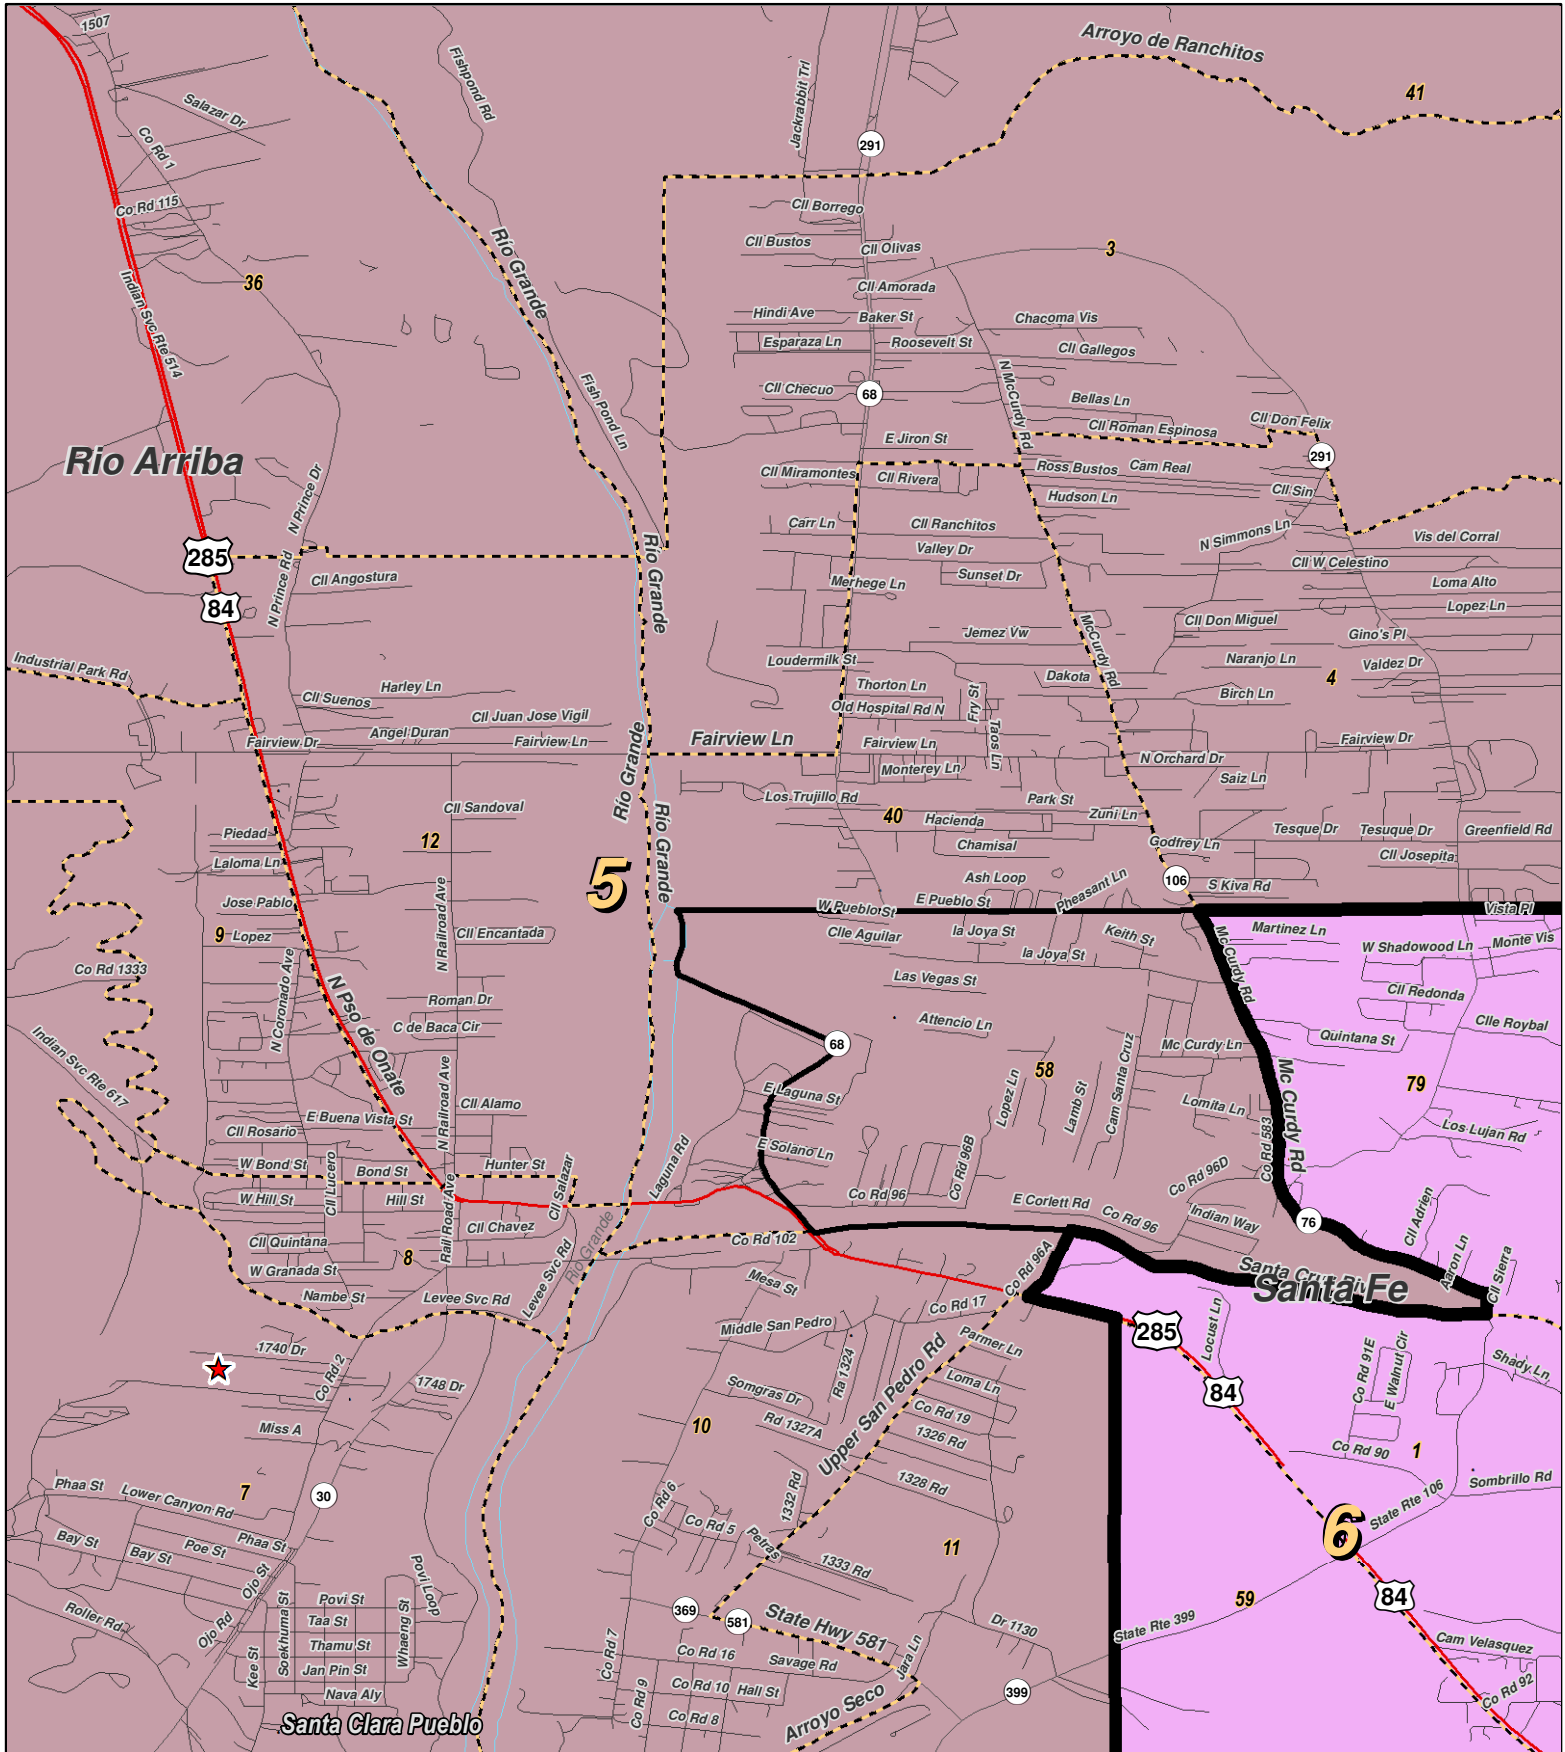 1507
Fishpond Rd
Arroyo de Ranchitos
Jackrabbit Trl
Salazar Dr
41
Co Rd 1
291
Co Rd 115
Cll Borrego
Cll Bustos
Cll Olivas
3
Río Grande
36
Indian Svc Rte 514
Cll Amorada
Hindi Ave
Baker St
Chacoma Vis
Esparaza Ln
Roosevelt St
Cll Gallegos
N McCurdy Rd
Fish Pond Ln
Cll Checuo
68
Bellas Ln
Cll Don Felix
Cll Roman Espinosa
E Jiron St
291
Rio Arriba
Cll Miramontes
Cll Rivera
Ross Bustos
Cam Real
Hudson Ln
Cll Sin
N Prince Dr
Carr Ln
Cll Ranchitos
N Simmons Ln
Vis del Corral
285
Río Grande
Valley Dr
Cll W Celestino
N Prince Rd
Cll Angostura
Merhege Ln
Sunset Dr
Loma Alto
84
Lopez Ln
Cll Don Miguel
Jemez Vw
McCurdy Rd
Gino's Pl
Industrial Park Rd
Loudermilk St
Naranjo Ln
Valdez Dr
Dakota
4
Harley Ln
Cll Suenos
Thorton Ln
Fry St
Birch Ln
Old Hospital Rd N
Cll Juan Jose Vigil
Angel Duran
Taos Ln
Fairview Dr
Fairview Ln
Río Grande
Fairview Ln
Fairview Ln
Fairview Dr
N Orchard Dr
Monterey Ln
Saiz Ln
Los Trujillo Rd
Park St
Cll Sandoval
Río Grande
40
Hacienda
Zuni Ln
Piedad
12
Tesque Dr
Tesuque Dr
Greenfield Rd
Chamisal
Godfrey Ln
Laloma Ln
Cll Josepita
5
Ash Loop
106
S Kiva Rd
Jose Pablo
N Railroad Ave
W Pueblo St
E Pueblo St
Pheasant Ln
Vista Pl
9
Lopez
Cll Encantada
Clle Aguilar
la Joya St
Keith St
Martinez Ln
Monte Vis
W Shadowood Ln
la Joya St
Mc Curdy Rd
Co Rd 1333
Las Vegas St
N Coronado Ave
Cll Redonda
N Pso de Onate
Roman Dr
Attencio Ln
Clle Roybal
C de Baca Cir
68
Quintana St
Mc Curdy Ln
Indian Svc Rte 617
58
79
N Railroad Ave
E Laguna St
Lopez Ln
Lamb St
Cam Santa Cruz
Mc Curdy Rd
Cll Alamo
E Buena Vista St
Lomita Ln
Cll Rosario
Co Rd 583
Los Lujan Rd
E Solano Ln
W Bond St
Bond St
Hunter St
Laguna Rd
Co Rd 96B
Co Rd 96D
Cll Lucero
Rail Road Ave
Cll Salazar
W Hill St
Hill St
Co Rd 96
E Corlett Rd
Co Rd 96
Indian Way
76
Cll Adrien
Cll Quintana
Cll Chavez
Co Rd 102
Río Grande
8
W Granada St
Levee Svc Rd
Mesa St
Co Rd 96A
Aaron Ln
Cll Sierra
Santa Fe
Nambe St
Levee Svc Rd
Co Rd 17
Middle San Pedro
285
Locust Ln
1740 Dr
Co Rd 2
Ra 1324
Upper San Pedro Rd
Parmer Ln
Co Rd 91E
E Walnut Cir
Shady Ln
1748 Dr
Somgras Dr
Loma Ln
84
Miss A
10
Rd 1327A
Co Rd 19
1326 Rd
Co Rd 90
1
Phaa St
7
30
1328 Rd
Sombrillo Rd
Lower Canyon Rd
Co Rd 6
1332 Rd
State Rte 106
6
Bay St
Bay St
Poe St
Phaa St
Co Rd 5
Petras
11
Ojo St
1333 Rd
Povi Loop
Povi St
Roller Rd
59
84
Soekhuma St
Taa St
Whaeng St
369
581
State Hwy 581
Dr 1130
State Rte 399
Ojo Rd
Kee St
Thamu St
Co Rd 7
Co Rd 16
Savage Rd
Jara Ln
Cam Velasquez
Jan Pin St
Co Rd 10
Hall St
399
Co Rd 92
Nava Aly
Co Rd 9
Co Rd 8
Arroyo Seco
Santa Clara Pueblo